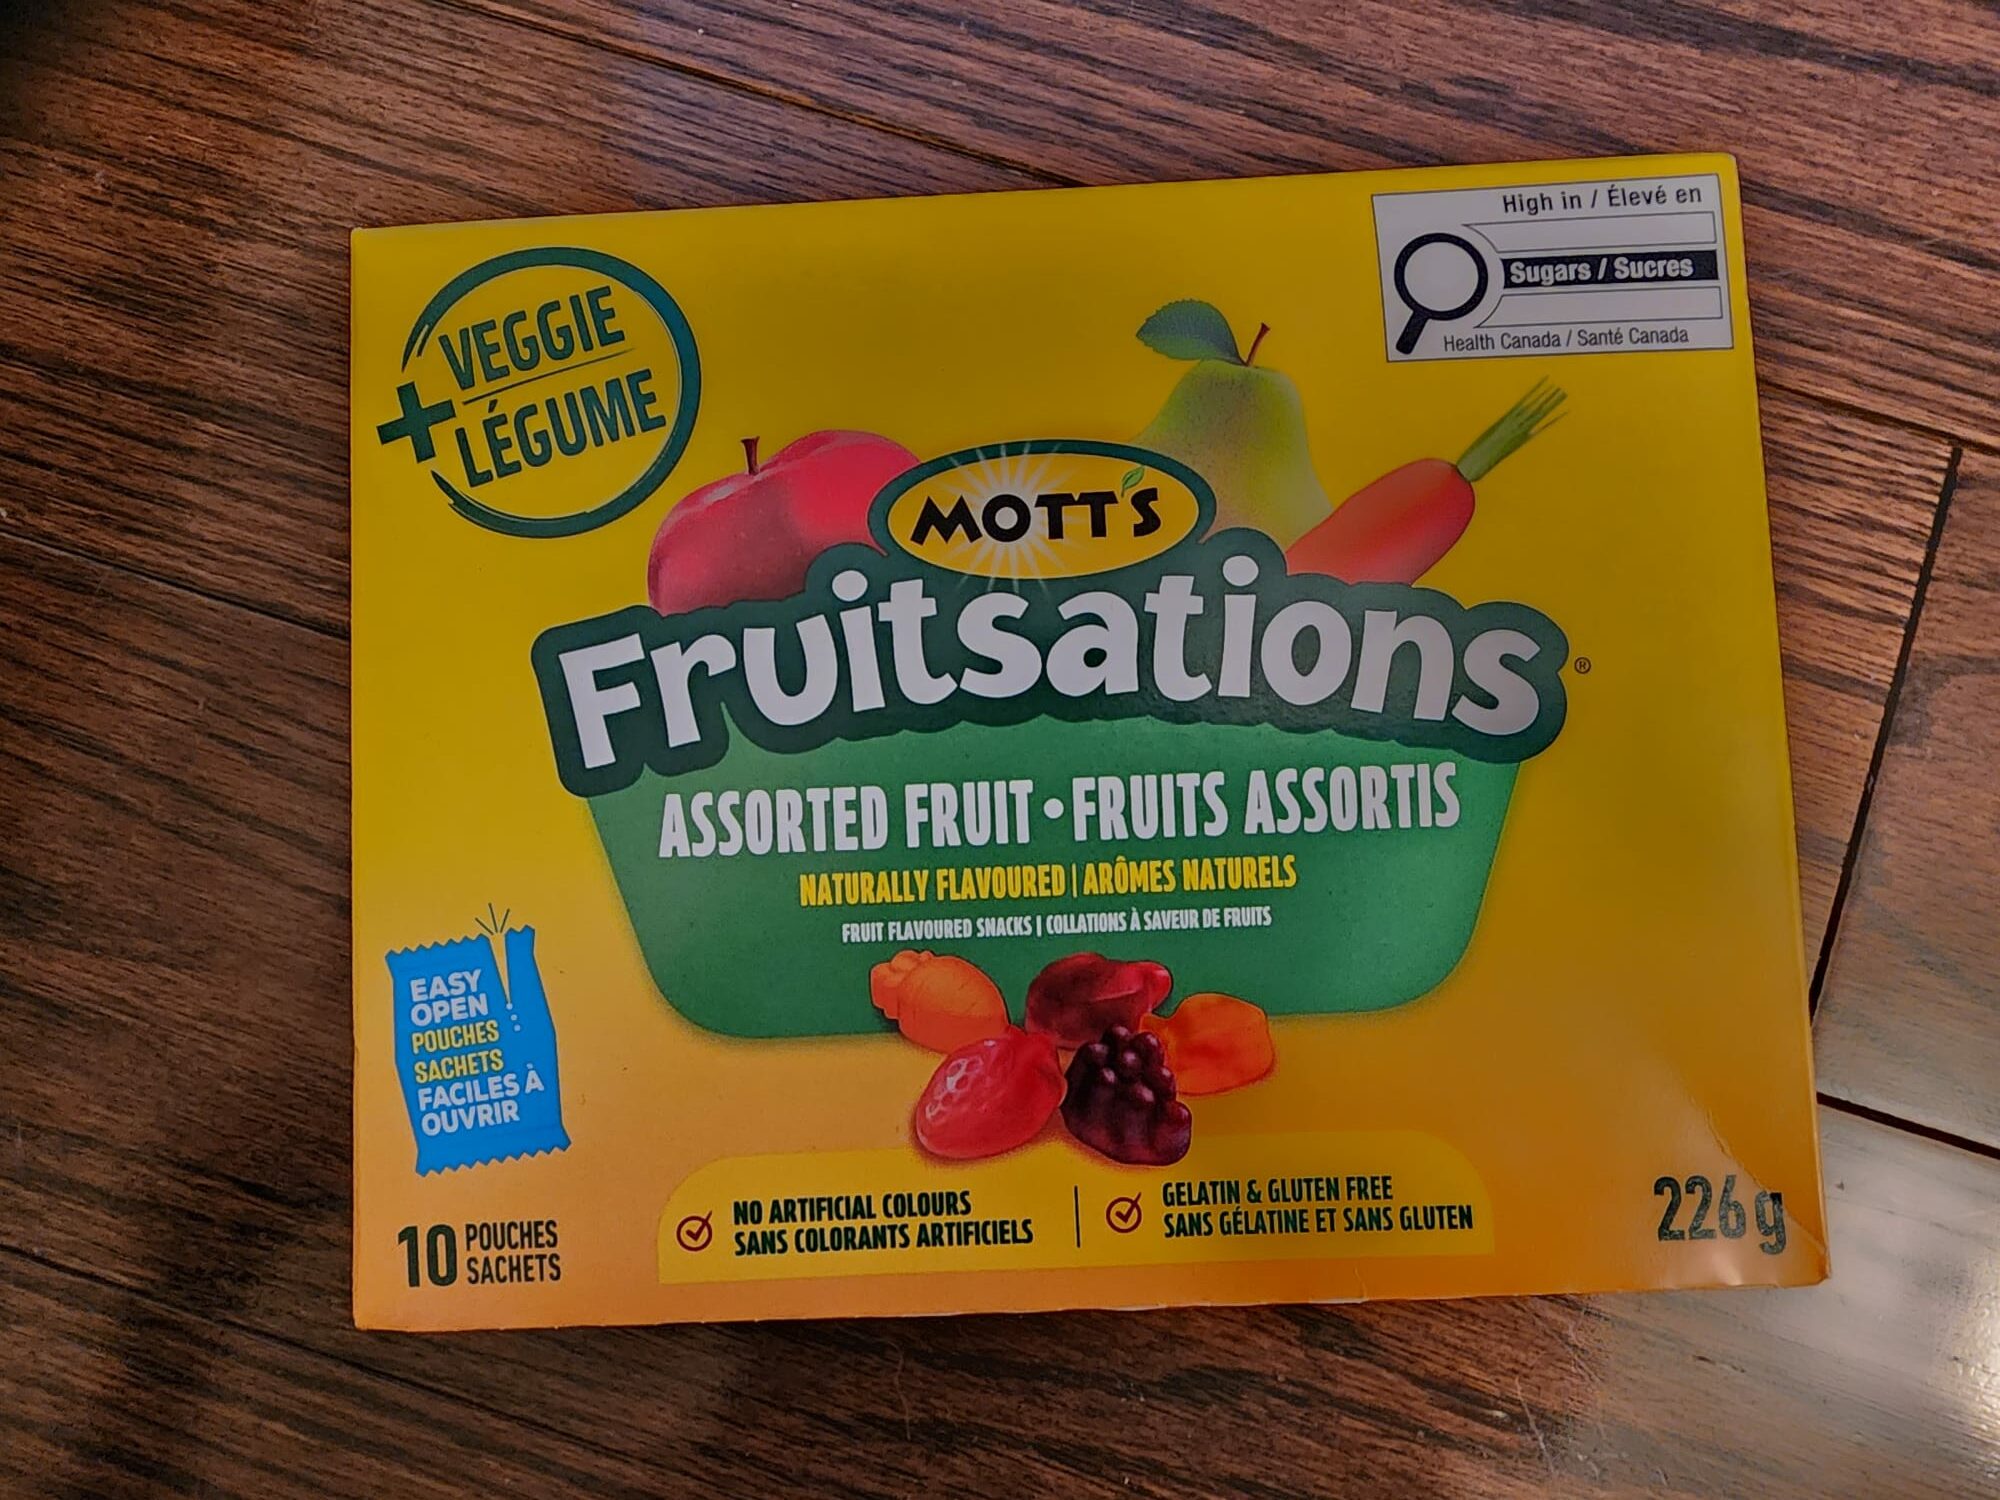 High in / Élevé en
Sugars / Sucres
Health Canada / Santé Canada
+ VEGGIE
LÉGUME
MOTT'S
Fruitsations®
ASSORTED FRUIT • FRUITS ASSORTIS
NATURALLY FLAVOURED | ARÔMES NATURELS
FRUIT FLAVOURED SNACKS | COLLATIONS À SAVEUR DE FRUITS
EASY
OPEN
POUCHES
SACHETS
FACILES À
OUVRIR
10 POUCHES
SACHETS
NO ARTIFICIAL COLOURS
SANS COLORANTS ARTIFICIELS
GELATIN & GLUTEN FREE
SANS GÉLATINE ET SANS GLUTEN
226 g